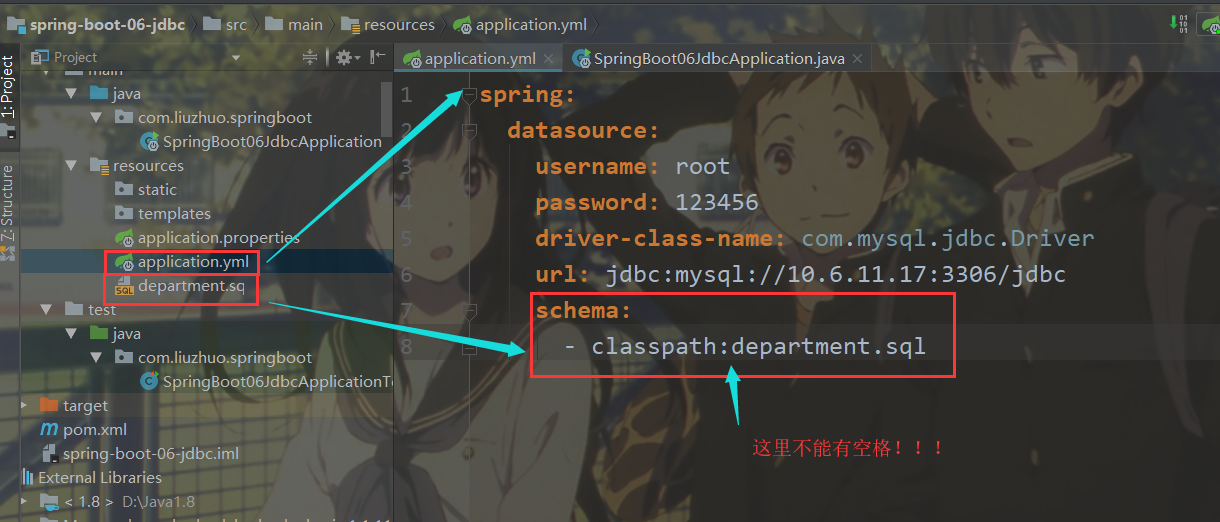 spring-boot-06-jdbc src main resources application.yml
Project
application.yml SpringBoot06JdbcApplication.java
1: Project
Z: Structure
main
java
com.liuzhuo.springboot
SpringBoot06JdbcApplication
resources
static
templates
application.properties
application.yml
department.sq
test
java
com.liuzhuo.springboot
SpringBoot06JdbcApplicationTe
target
pom.xml
spring-boot-06-jdbc.iml
External Libraries
< 1.8 > D:\Java1.8
1 spring:
2 datasource:
3 username: root
4 password: 123456
5 driver-class-name: com.mysql.jdbc.Driver
6 url: jdbc:mysql://10.6.11.17:3306/jdbc
7 schema:
8 - classpath:department.sql
这里不能有空格！！！